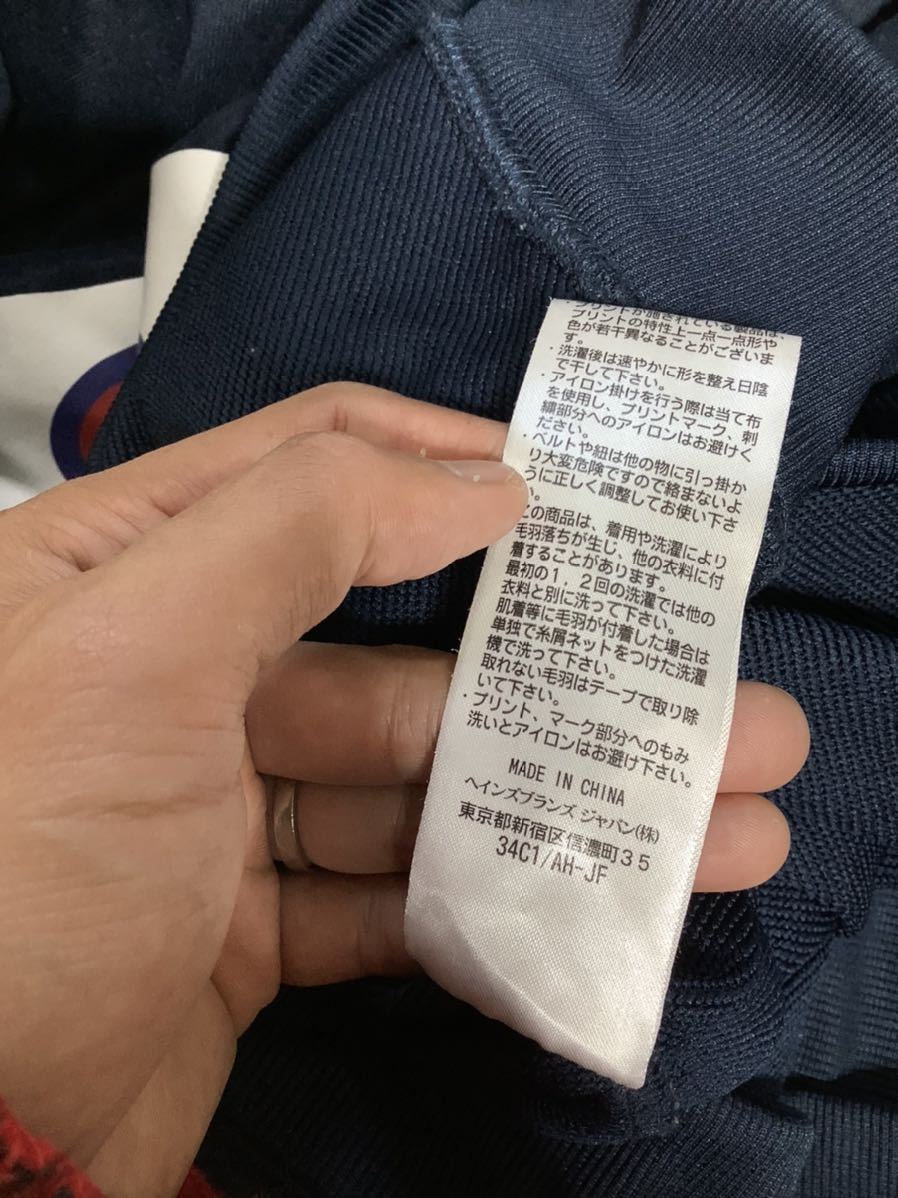 ・プリントが施されている製品は、
プリントの特性上一点一点形や
色が若干異なることがございま
す。
・洗濯後は速やかに形を整え日陰
で干して下さい。
・アイロン掛けを行う際は当て布
を使用し、プリントマーク、刺
繍部分へのアイロンはお避けく
ださい。
・ベルトや紐は他の物に引っ掛か
り大変危険ですので絡まないよ
うに正しく調整してお使い下さ
い。
この商品は、着用や洗濯により
毛羽落ちが生じ、他の衣料に付
着することがあります。
最初の1．2回の洗濯では他の
衣料と別に洗って下さい。
肌着等に毛羽が付着した場合は
単独で糸屑ネットをつけた洗濯
機で洗って下さい。
取れない毛羽はテープで取り除
いて下さい。
・プリント、マーク部分へのもみ
洗いとアイロンはお避け下さい。
MADE IN CHINA
ヘインズブランズ ジャパン(株)
東京都新宿区信濃町35
34C1/AH-JF